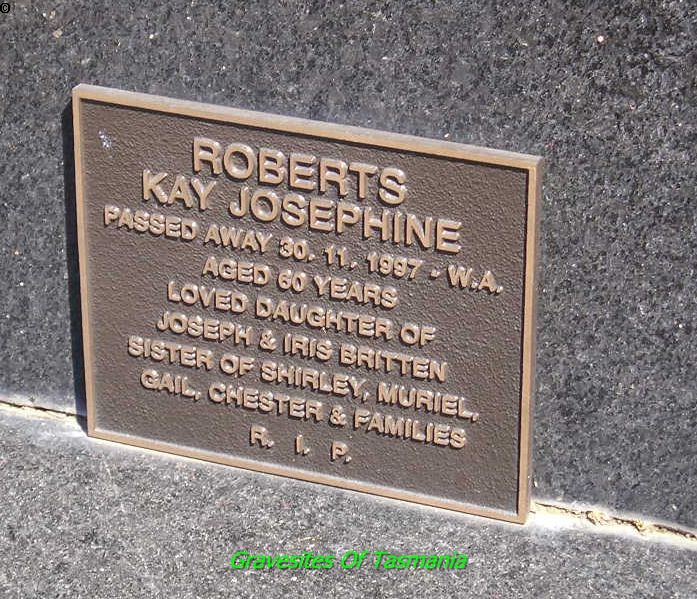 ROBERTS
KAY JOSEPHINE
PASSED AWAY 30. 11. 1997 - W.A.
AGED 60 YEARS
LOVED DAUGHTER OF
JOSEPH & IRIS BRITTEN
SISTER OF SHIRLEY, MURIEL,
GAIL, CHESTER & FAMILIES
R. I. P.
Gravesites Of Tasmania